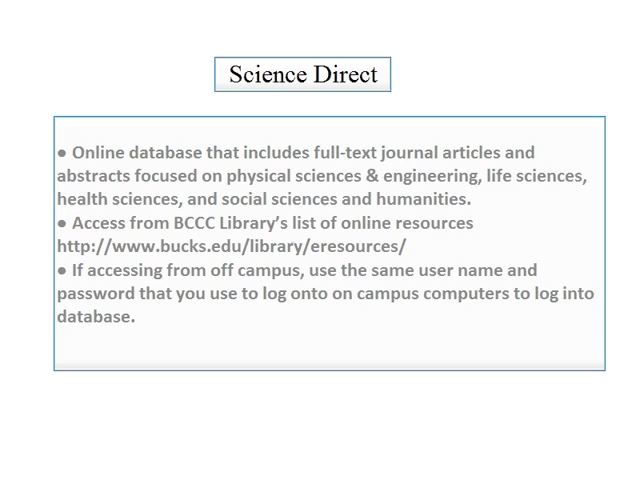 Science Direct
● Online database that includes full-text journal articles and
abstracts focused on physical sciences & engineering, life sciences,
health sciences, and social sciences and humanities.
● Access from BCCC Library’s list of online resources
http://www.bucks.edu/library/eresources/
● If accessing from off campus, use the same user name and
password that you use to log onto on campus computers to log into
database.